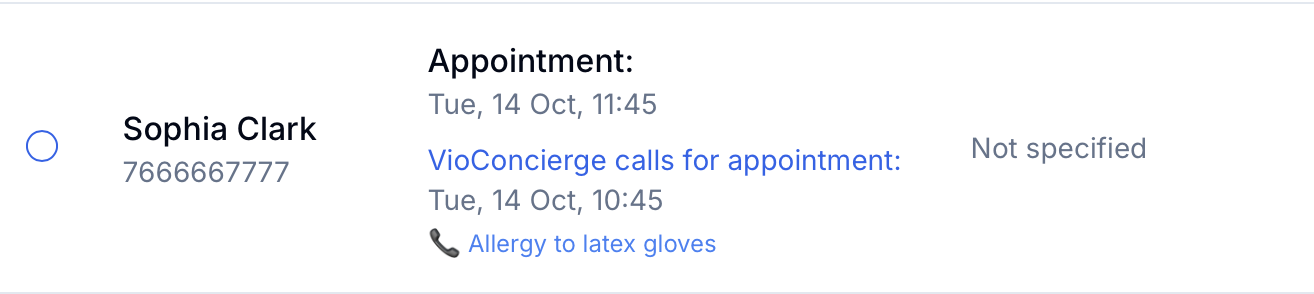 Sophia Clark
7666667777
Appointment:
Tue, 14 Oct, 11:45
VioConcierge calls for appointment:
Tue, 14 Oct, 10:45
Allergy to latex gloves
Not specified